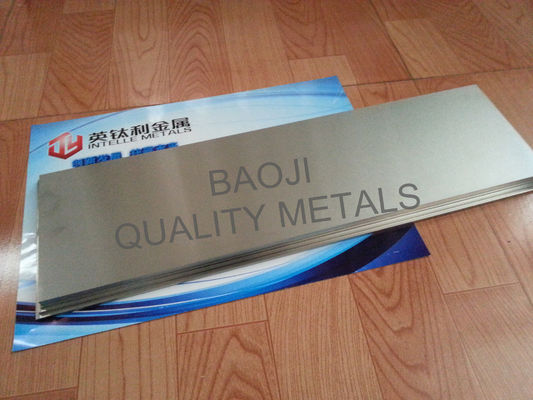 英钛利金属
INTELLE METALS
BAOJI
QUALITY METALS